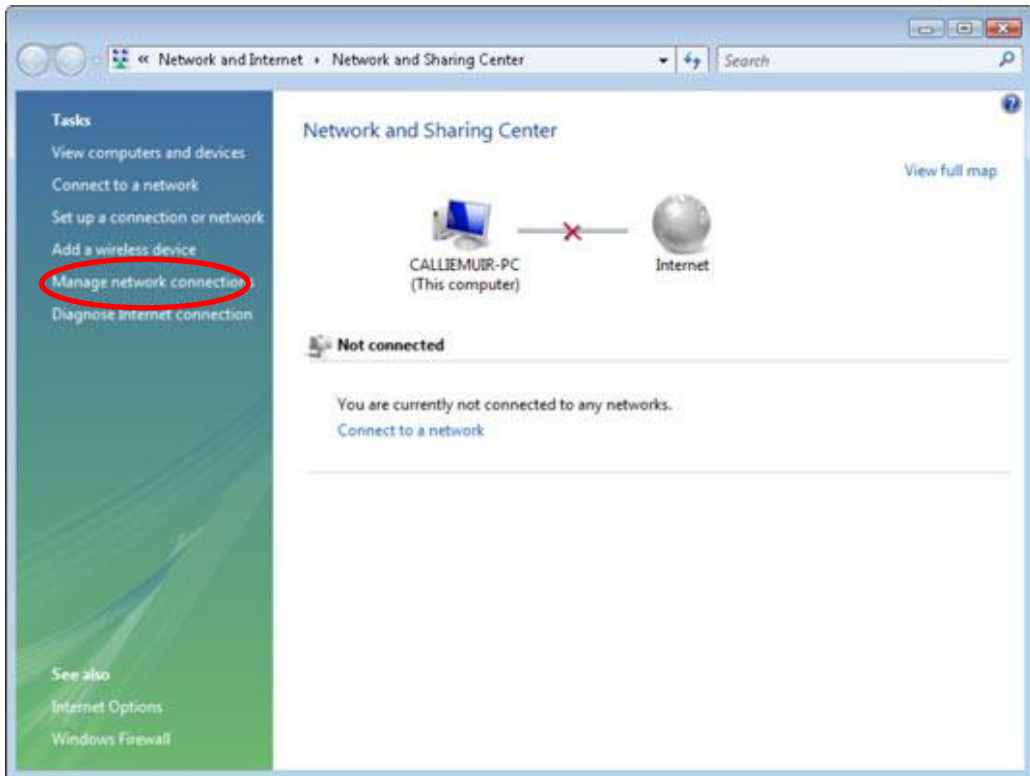 « Network and Internet ▸ Network and Sharing Center
Search
Tasks
View computers and devices
Connect to a network
Set up a connection or network
Add a wireless device
Manage network connections
Diagnose Internet connection
See also
Internet Options
Windows Firewall
Network and Sharing Center
View full map
CALLIEMUIR-PC
(This computer)
Internet
Not connected
You are currently not connected to any networks.
Connect to a network